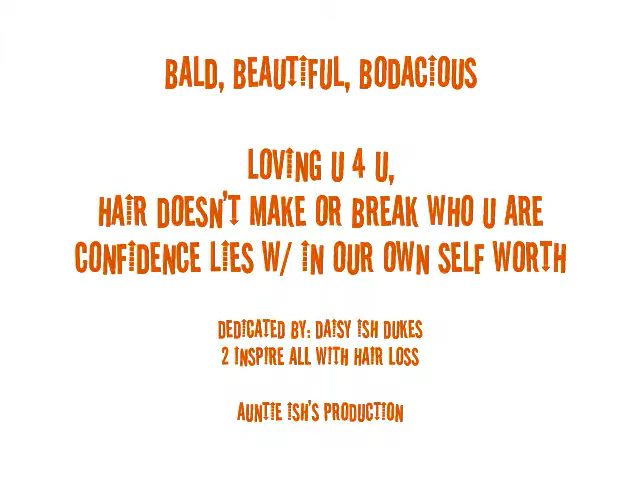 BALD, BEAUTIFUL, BODACIOUS
LOVING U 4 U,
HAIR DOESN'T MAKE OR BREAK WHO U ARE
CONFIDENCE LIES W/ IN OUR OWN SELF WORTH
DEDICATED BY: DAISY ISH DUKES
2 INSPIRE ALL WITH HAIR LOSS
AUNTIE ISH'S PRODUCTION